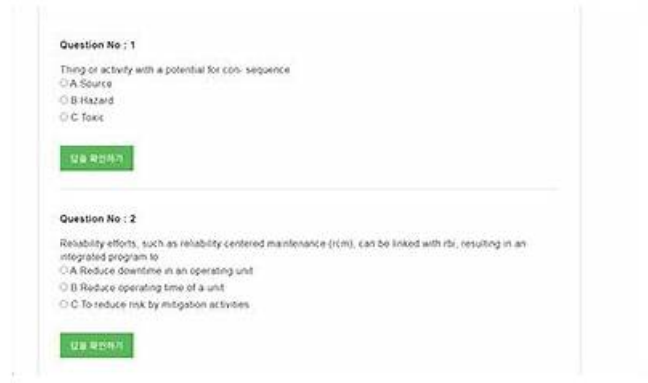 Question No : 1
Thing or activity with a potential for con- sequence
A Source
B Hazard
C Toxic
답을 확인하기
Question No : 2
Reliability efforts, such as reliability centered maintenance (rcm), can be linked with rbi, resulting in an
integrated program to
A Reduce downtime in an operating unit
B Reduce operating time of a unit
C To reduce risk by mitigation activities
답을 확인하기